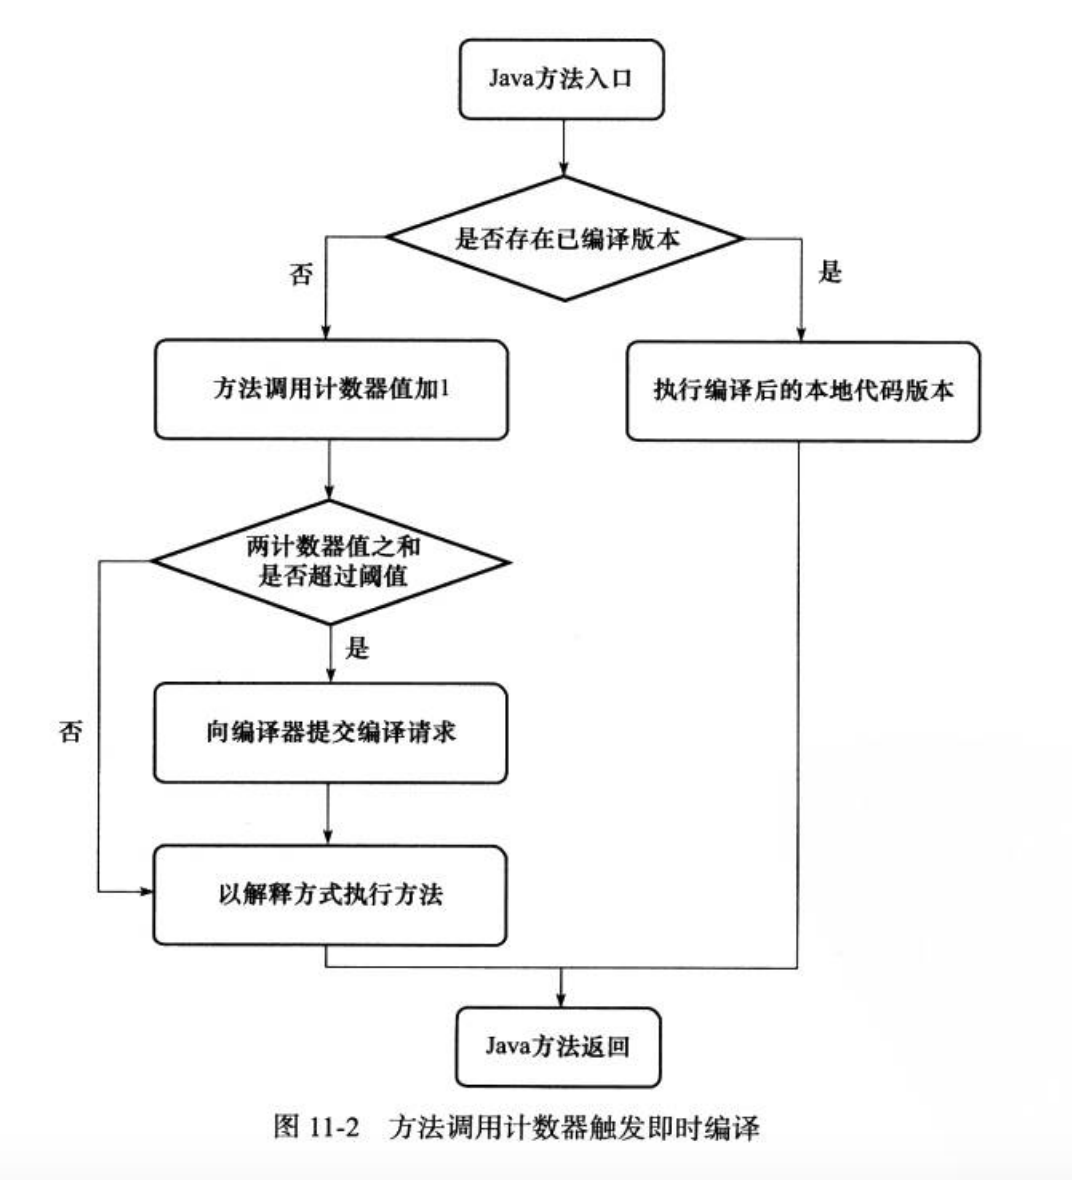 Java方法入口
是否存在已编译版本
否
是
方法调用计数器值加1
执行编译后的本地代码版本
两计数器值之和
是否超过阈值
是
向编译器提交编译请求
否
以解释方式执行方法
Java方法返回
图 11-2 方法调用计数器触发即时编译